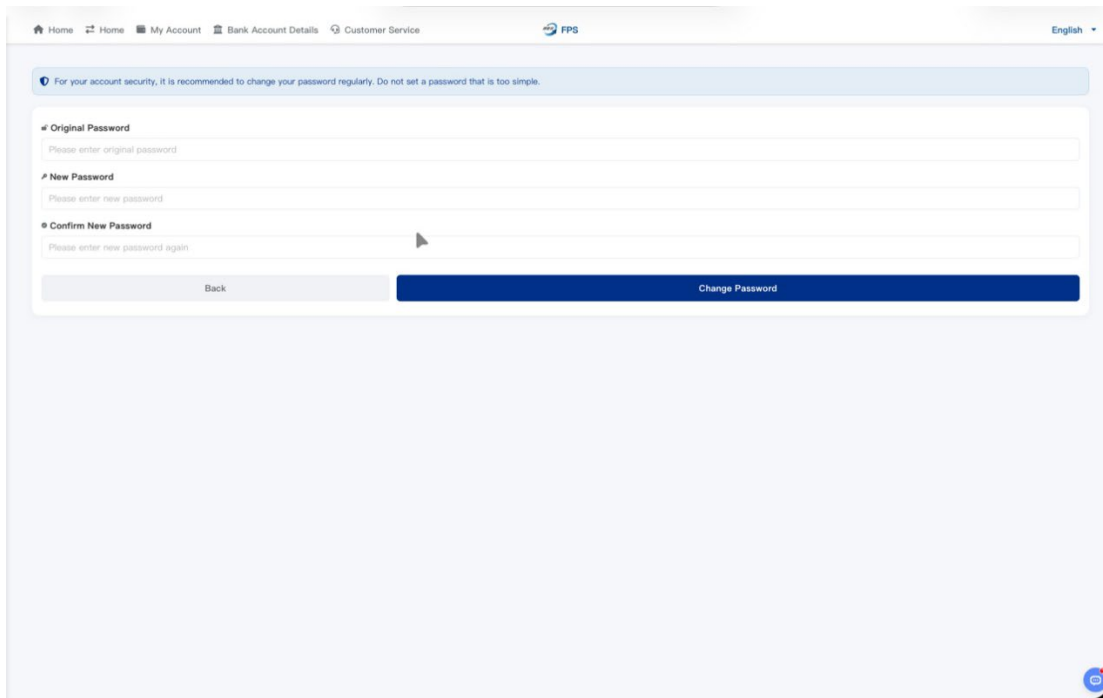 Home Home My Account Bank Account Details Customer Service FPS English
For your account security, it is recommended to change your password regularly. Do not set a password that is too simple.
Original Password
Please enter original password
New Password
Please enter new password
Confirm New Password
Please enter new password again
Back Change Password